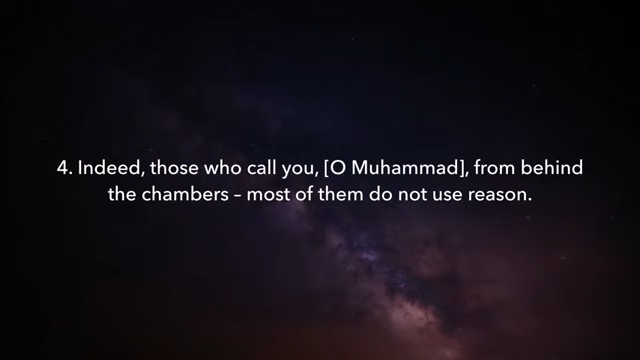 4. Indeed, those who call you, [O Muhammad], from behind
the chambers – most of them do not use reason.